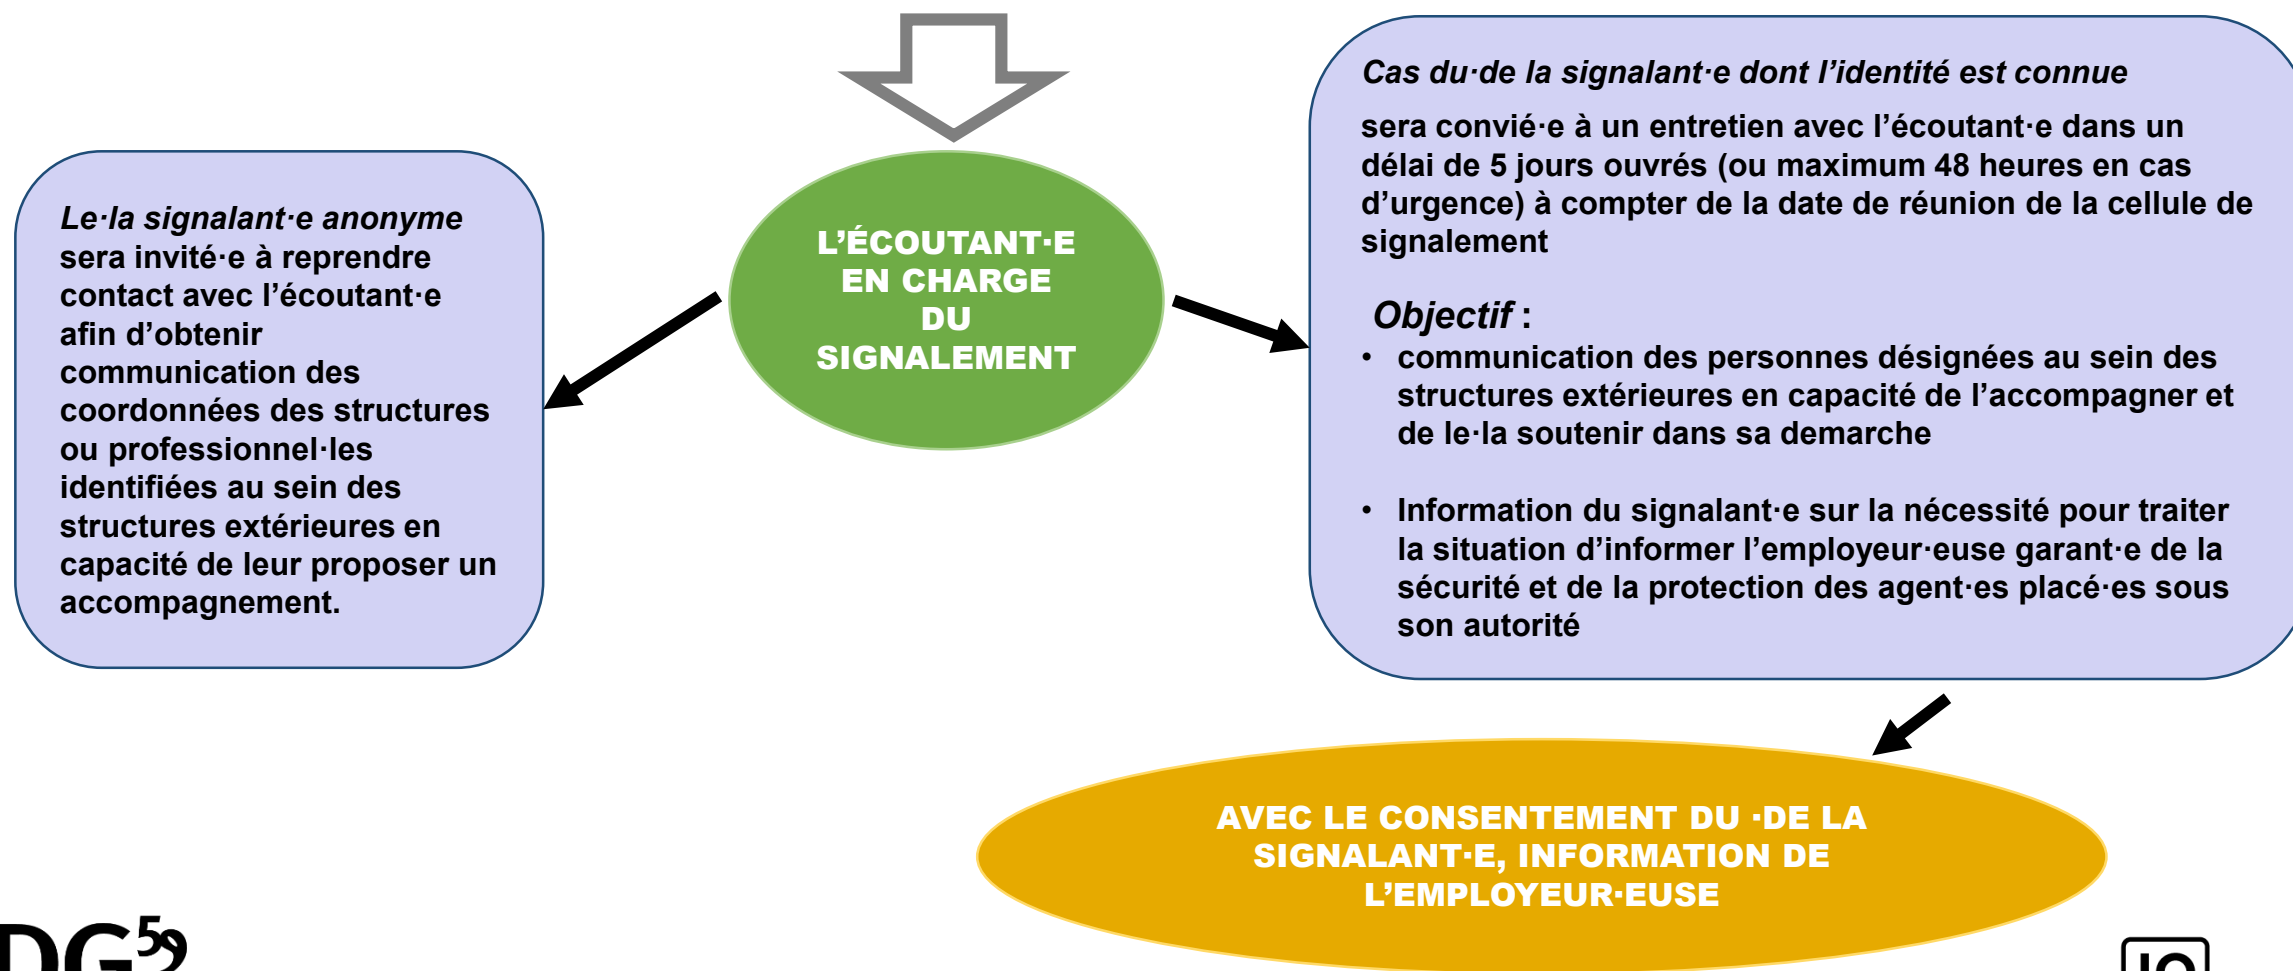 Le·la signalant·e anonyme
sera invité·e à reprendre
contact avec l’écoutant·e
afin d’obtenir
communication des
coordonnées des structures
ou professionnel·les
identifiées au sein des
structures extérieures en
capacité de leur proposer un
accompagnement.
L’ÉCOUTANT·E
EN CHARGE
DU
SIGNALEMENT
Cas du·de la signalant·e dont l’identité est connue
sera convié·e à un entretien avec l’écoutant·e dans un
délai de 5 jours ouvrés (ou maximum 48 heures en cas
d’urgence) à compter de la date de réunion de la cellule de
signalement
Objectif :
• communication des personnes désignées au sein des
structures extérieures en capacité de l’accompagner et
de le·la soutenir dans sa demarche
• Information du signalant·e sur la nécessité pour traiter
la situation d’informer l’employeur·euse garant·e de la
sécurité et de la protection des agent·es placé·es sous
son autorité
AVEC LE CONSENTEMENT DU ·DE LA
SIGNALANT·E, INFORMATION DE
L’EMPLOYEUR·EUSE
DG59